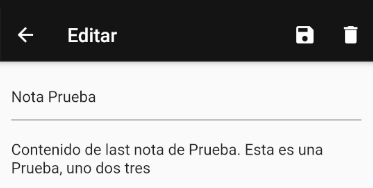 Editar
Nota Prueba
Contenido de last nota de Prueba. Esta es una
Prueba, uno dos tres